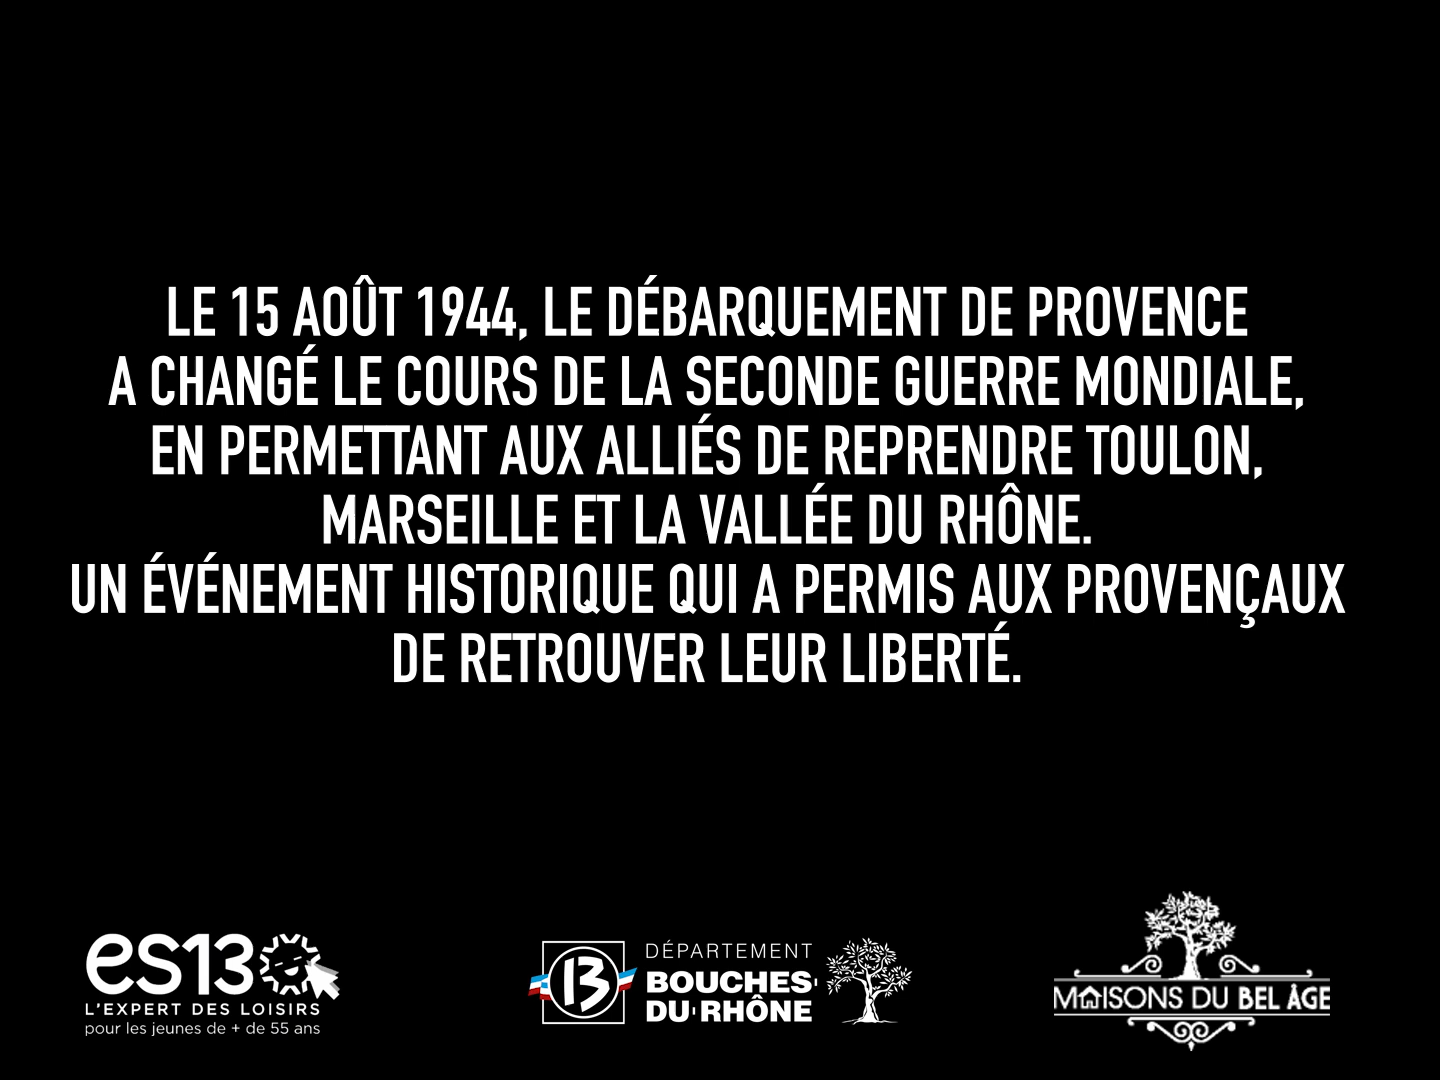 LE 15 AOÛT 1944, LE DÉBARQUEMENT DE PROVENCE
A CHANGÉ LE COURS DE LA SECONDE GUERRE MONDIALE,
EN PERMETTANT AUX ALLIÉS DE REPRENDRE TOULON,
MARSEILLE ET LA VALLÉE DU RHÔNE.
UN ÉVÉNEMENT HISTORIQUE QUI A PERMIS AUX PROVENÇAUX
DE RETROUVER LEUR LIBERTÉ.
es13
L'EXPERT DES LOISIRS
pour les jeunes de + de 55 ans
13
DÉPARTEMENT
BOUCHES-
DU-RHÔNE
MAISONS DU BEL ÂGE